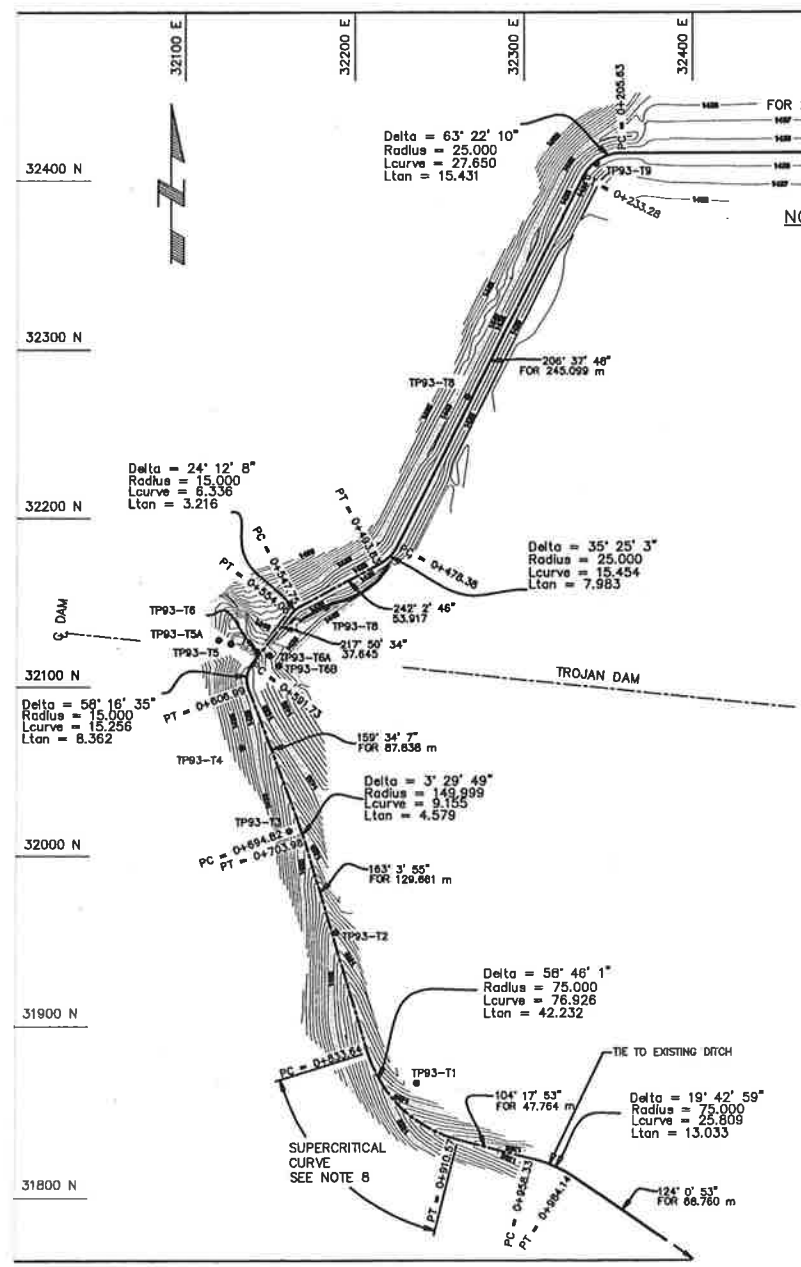 32100 E
32200 E
32300 E
32400 E
PC = 0+205.63
FOR
Delta = 63° 22' 10"
Radius = 25.000
Lcurve = 27.650
Ltan = 15.431
32400 N
TP93-T9
0+233.28
NO
32300 N
206° 37' 48"
FOR 245.099 m
TP93-T8
Delta = 24° 12' 8"
Radius = 15.000
Lcurve = 6.336
Ltan = 3.216
32200 N
PT = 0+493.83
PC = 0+478.38
PC = 0+547.75
PT = 0+554.08
Delta = 35° 25' 3"
Radius = 25.000
Lcurve = 15.454
Ltan = 7.983
242° 2' 46"
53.917
TP93-T6
TP93-T8
217° 50' 34"
37.645
℄ DAM
TP93-T5A
TP93-T5
TP93-T6A
TP93-T6B
TROJAN DAM
32100 N
C = 0+591.73
PT = 0+606.99
Delta = 58° 16' 35"
Radius = 15.000
Lcurve = 15.256
Ltan = 8.362
159° 34' 7"
FOR 87.838 m
TP93-T4
Delta = 3° 29' 49"
Radius = 149.999
Lcurve = 9.155
Ltan = 4.579
TP93-T3
PC = 0+694.82
PT = 0+703.98
32000 N
163° 3' 55"
FOR 129.661 m
TP93-T2
Delta = 58° 46' 1"
Radius = 75.000
Lcurve = 76.926
Ltan = 42.232
31900 N
PC = 0+833.64
TIE TO EXISTING DITCH
TP93-T1
104° 17' 53"
FOR 47.764 m
Delta = 19° 42' 59"
Radius = 75.000
Lcurve = 25.809
Ltan = 13.033
SUPERCRITICAL
CURVE
SEE NOTE 8
PT = 0+910.57
PC = 0+958.33
PT = 0+984.14
31800 N
124° 0' 53"
FOR 68.760 m